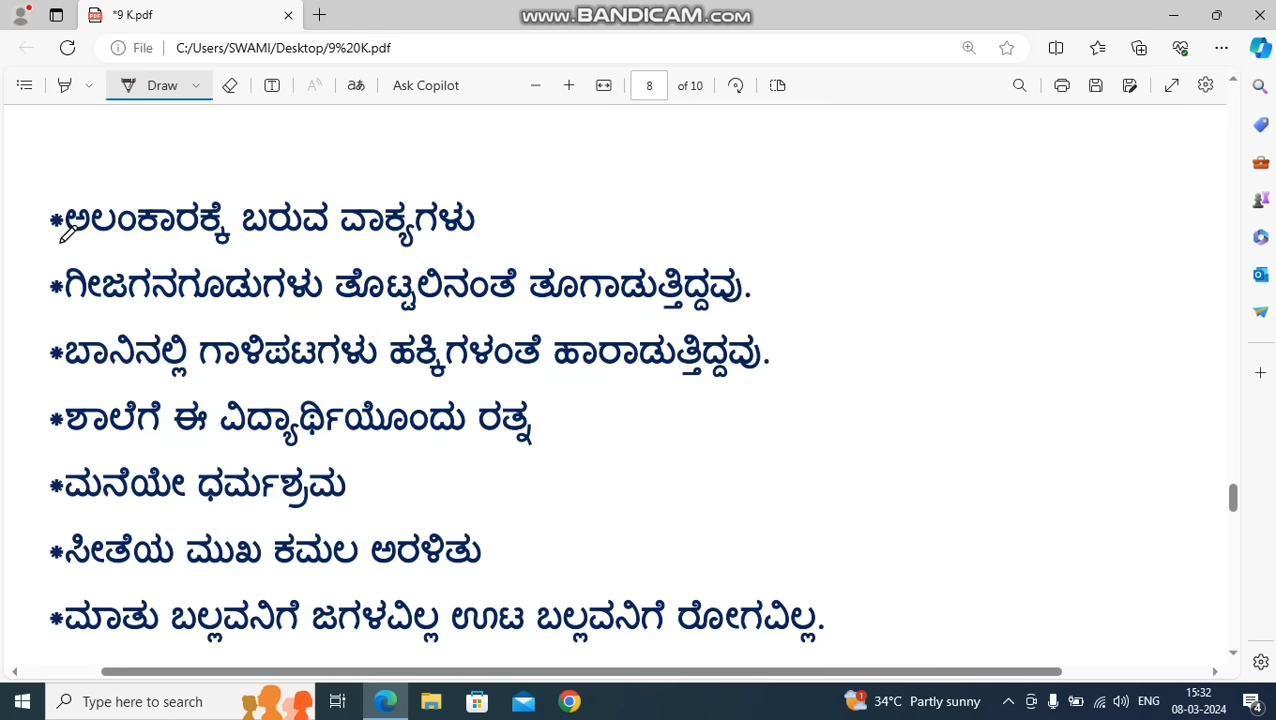 *9 K.pdf
www.BANDICAM.com
File C:/Users/SWAMI/Desktop/9%20K.pdf
Draw Ask Copilot 8 of 10
*ಅಲಂಕಾರಕ್ಕೆ ಬರುವ ವಾಕ್ಯಗಳು
*ಗೀಜಗನಗೂಡುಗಳು ತೊಟ್ಟಲಿನಂತೆ ತೂಗಾಡುತ್ತಿದ್ದವು.
*ಬಾನಿನಲ್ಲಿ ಗಾಳಿಪಟಗಳು ಹಕ್ಕಿಗಳಂತೆ ಹಾರಾಡುತ್ತಿದ್ದವು.
*ಶಾಲೆಗೆ ಈ ವಿದ್ಯಾರ್ಥಿಯೊಂದು ರತ್ನ
*ಮನೆಯೇ ಧರ್ಮಶ್ರಮ
*ಸೀತೆಯ ಮುಖ ಕಮಲ ಅರಳಿತು
*ಮಾತು ಬಲ್ಲವನಿಗೆ ಜಗಳವಿಲ್ಲ ಊಟ ಬಲ್ಲವನಿಗೆ ರೋಗವಿಲ್ಲ.
Type here to search 34°C Partly sunny ENG 15:32
08-03-2024 4